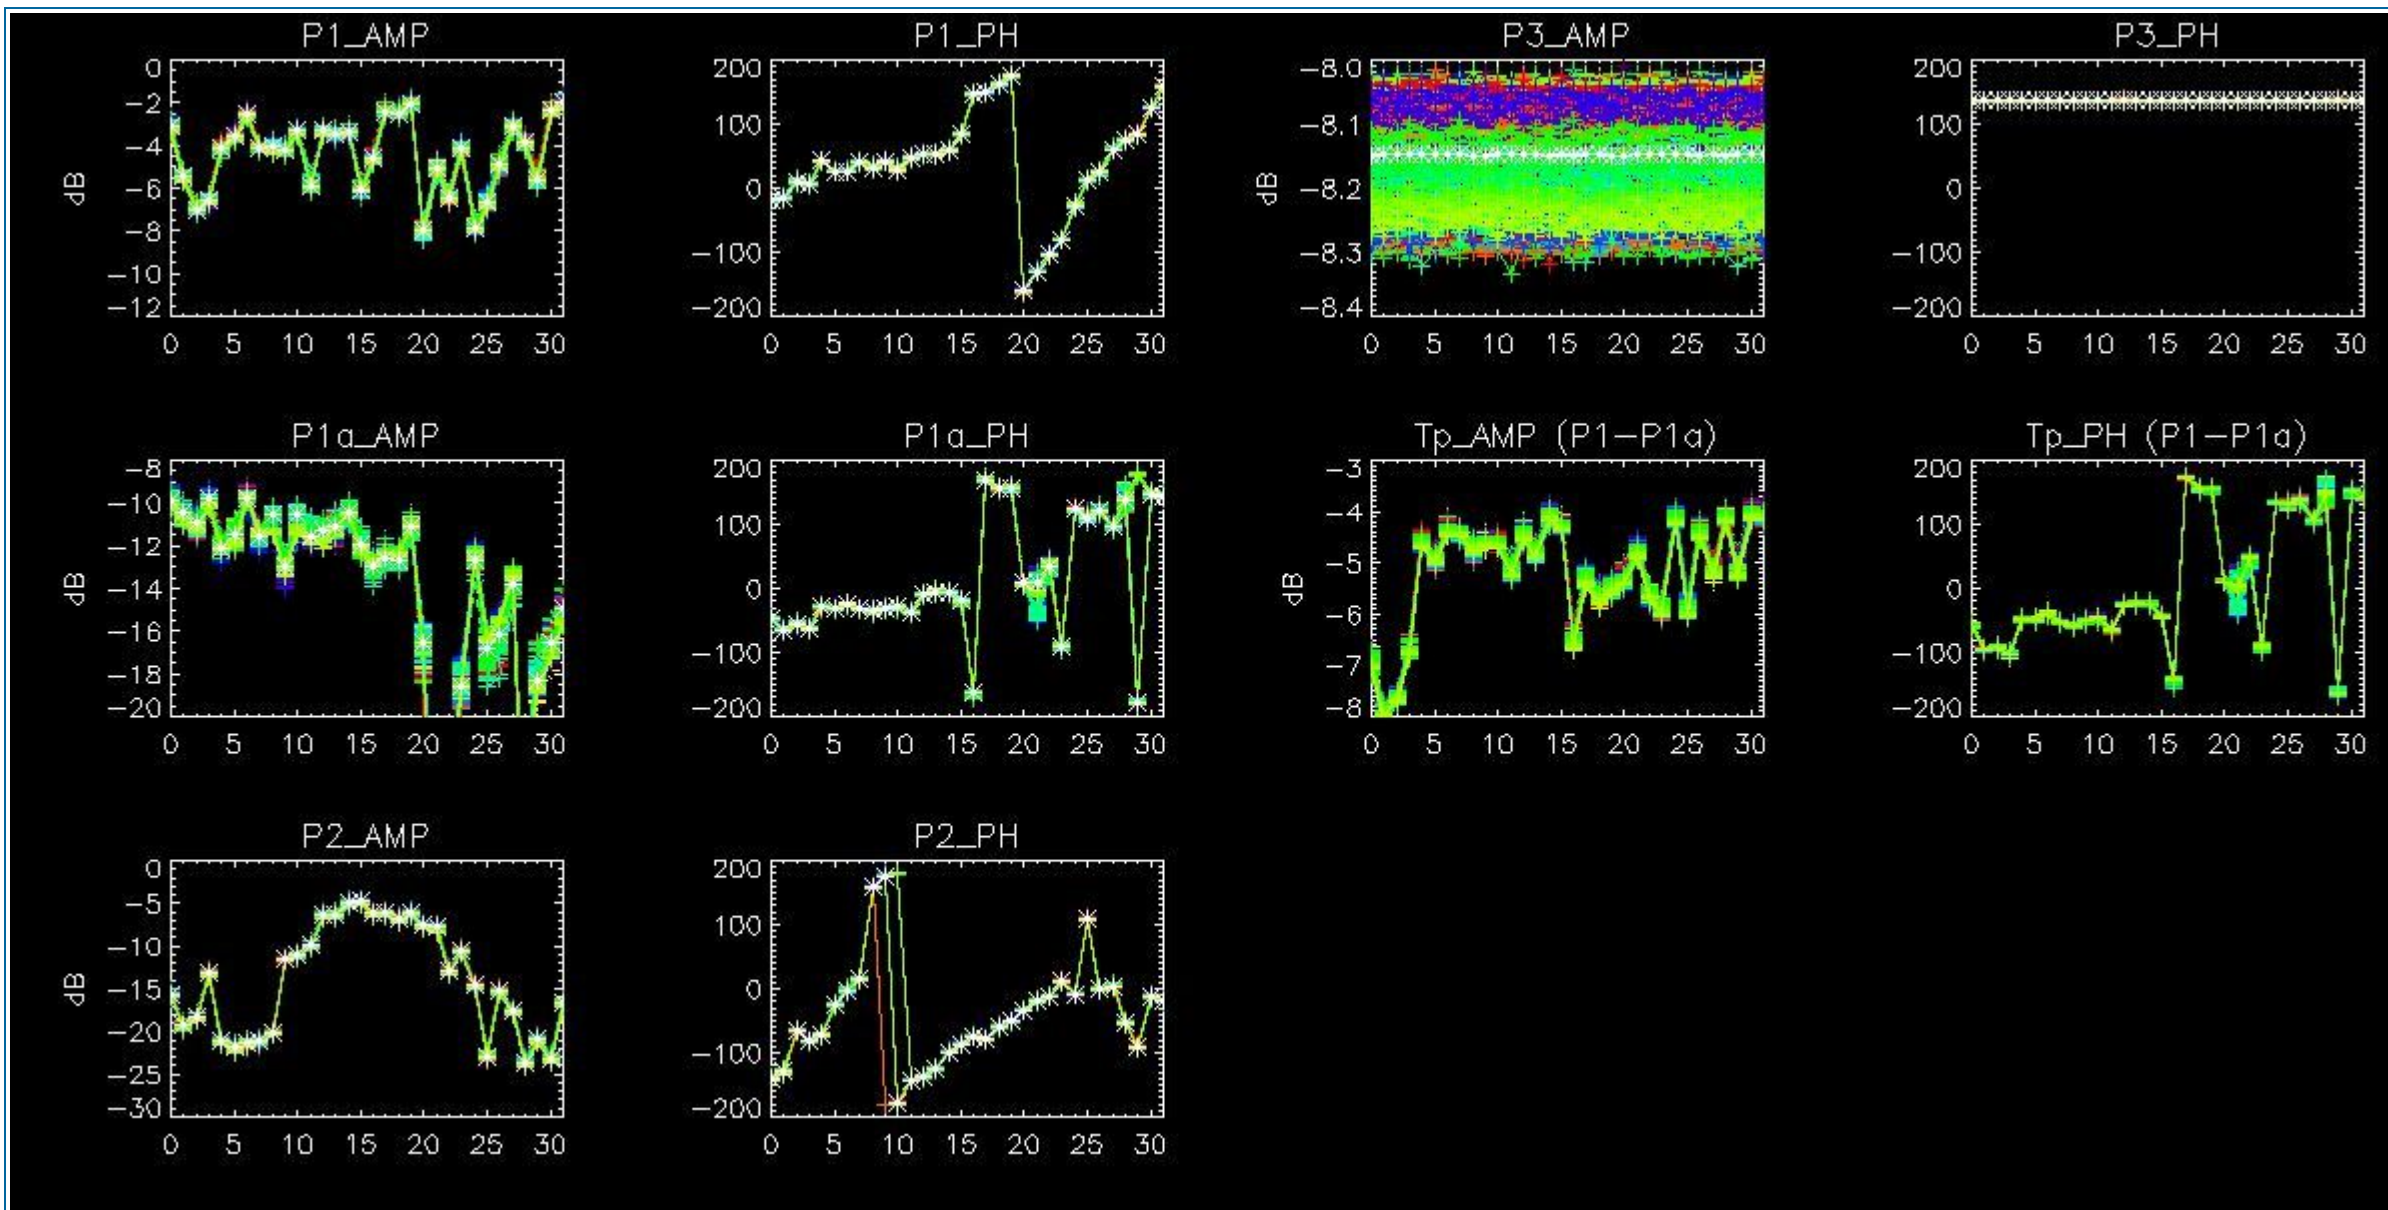 P1_AMP P1_PH P3_AMP P3_PH
0 200 -8.0 200
-2
-4 100 -8.1 100
dB -6 0 dB -8.2 0
-8
-10 -100 -8.3 -100
-12 -200 -8.4 -200
0 5 10 15 20 25 30 0 5 10 15 20 25 30 0 5 10 15 20 25 30 0 5 10 15 20 25 30
P1a_AMP P1a_PH Tp_AMP (P1-P1a) Tp_PH (P1-P1a)
-8 200 -3 200
-10 100 -4 100
-12
dB -14 0 dB -5 0
-16 -6
-18 -100 -7 -100
-20 -200 -8 -200
0 5 10 15 20 25 30 0 5 10 15 20 25 30 0 5 10 15 20 25 30 0 5 10 15 20 25 30
P2_AMP P2_PH
0 200
-5 100
-10
dB -15 0
-20 -100
-25
-30 -200
0 5 10 15 20 25 30 0 5 10 15 20 25 30